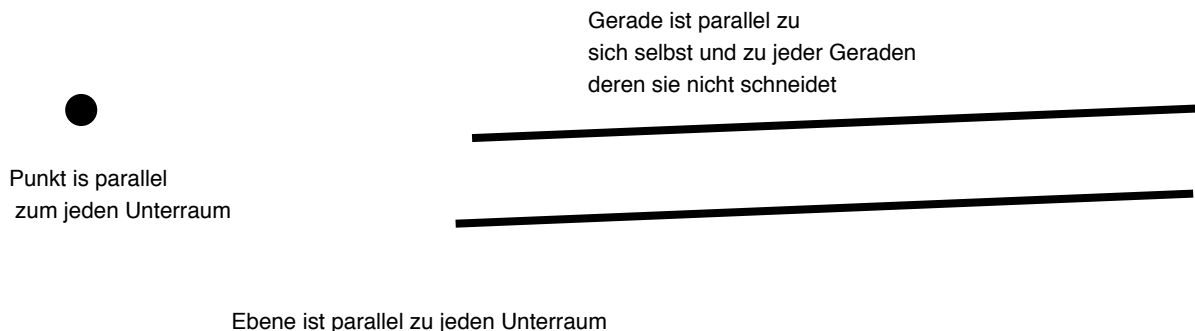 Gerade ist parallel zu
sich selbst und zu jeder Geraden
deren sie nicht schneidet
Punkt is parallel
zum jeden Unterraum
Ebene ist parallel zu jeden Unterraum